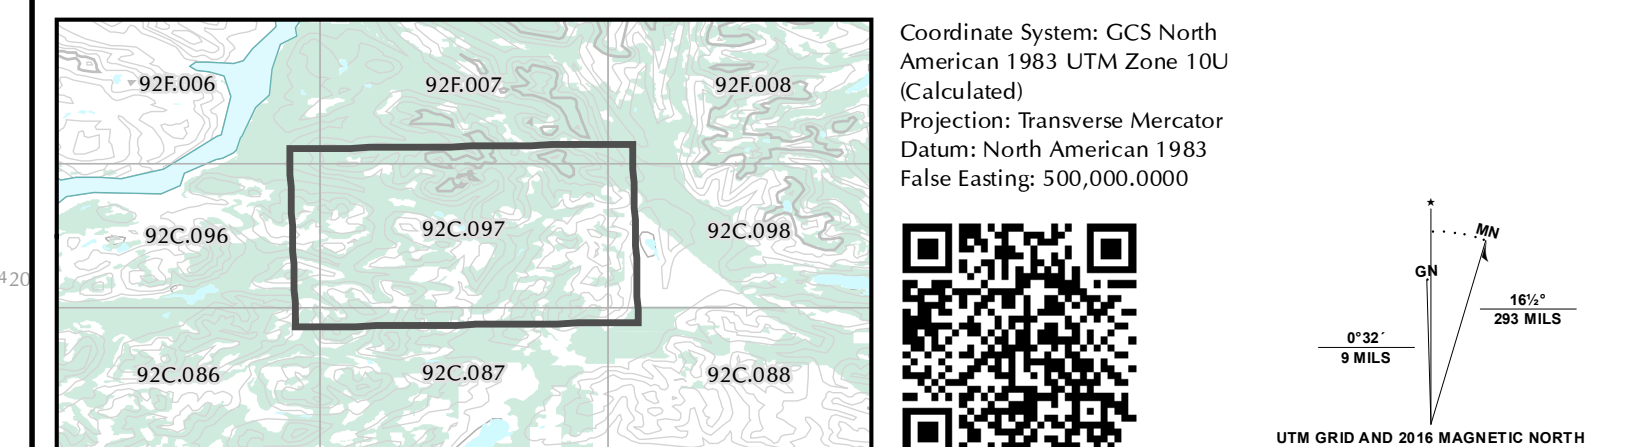 92F.006
92F.007
92F.008
92C.096
92C.097
92C.098
92C.086
92C.087
92C.088
420
Coordinate System: GCS North
American 1983 UTM Zone 10U
(Calculated)
Projection: Transverse Mercator
Datum: North American 1983
False Easting: 500,000.0000
MN
GN
16½°
293 MILS
0°32´
9 MILS
UTM GRID AND 2016 MAGNETIC NORTH